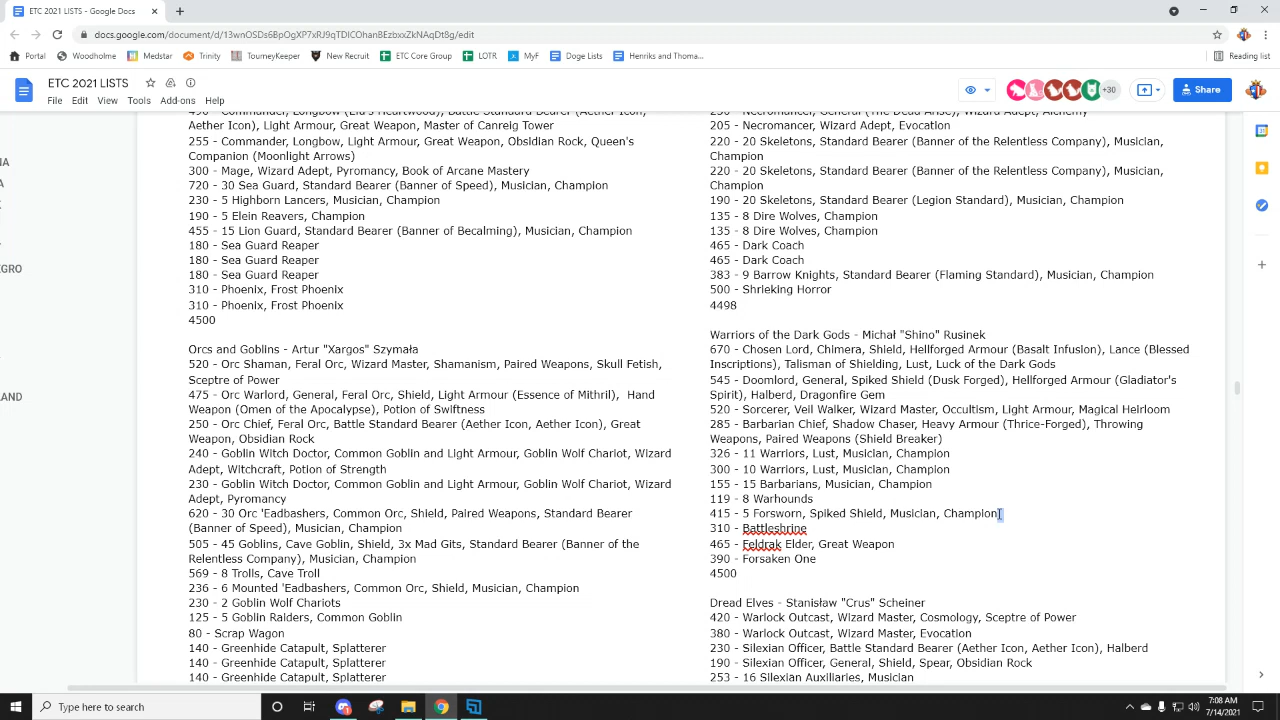 ETC 2021 LISTS - Google Docs
docs.google.com/document/d/13wnOSDs6BpOgXP7xRJ9qTDlCOhanBEzbxxZkNAqDt8g/edit
Portal
Woodholme
Medstar
Trinity
TourneyKeeper
New Recruit
ETC Core Group
LOTR
MyF
Doge Lists
Henriks and Thoma...
Reading list
ETC 2021 LISTS
File Edit View Tools Add-ons Help
+30
Share
NA
A
EGRO
LAND
490 - Commander, Longbow (Elu's Heartwood), Battle Standard Bearer (Aether Icon,
Aether Icon), Light Armour, Great Weapon, Master of Canreig Tower
255 - Commander, Longbow, Light Armour, Great Weapon, Obsidian Rock, Queen's
Companion (Moonlight Arrows)
300 - Mage, Wizard Adept, Pyromancy, Book of Arcane Mastery
720 - 30 Sea Guard, Standard Bearer (Banner of Speed), Musician, Champion
230 - 5 Highborn Lancers, Musician, Champion
190 - 5 Elein Reavers, Champion
455 - 15 Lion Guard, Standard Bearer (Banner of Becalming), Musician, Champion
180 - Sea Guard Reaper
180 - Sea Guard Reaper
180 - Sea Guard Reaper
310 - Phoenix, Frost Phoenix
310 - Phoenix, Frost Phoenix
4500
Orcs and Goblins - Artur "Xargos" Szymała
520 - Orc Shaman, Feral Orc, Wizard Master, Shamanism, Paired Weapons, Skull Fetish,
Sceptre of Power
475 - Orc Warlord, General, Feral Orc, Shield, Light Armour (Essence of Mithril), Hand
Weapon (Omen of the Apocalypse), Potion of Swiftness
250 - Orc Chief, Feral Orc, Battle Standard Bearer (Aether Icon, Aether Icon), Great
Weapon, Obsidian Rock
240 - Goblin Witch Doctor, Common Goblin and Light Armour, Goblin Wolf Chariot, Wizard
Adept, Witchcraft, Potion of Strength
230 - Goblin Witch Doctor, Common Goblin and Light Armour, Goblin Wolf Chariot, Wizard
Adept, Pyromancy
620 - 30 Orc 'Eadbashers, Common Orc, Shield, Paired Weapons, Standard Bearer
(Banner of Speed), Musician, Champion
505 - 45 Goblins, Cave Goblin, Shield, 3x Mad Gits, Standard Bearer (Banner of the
Relentless Company), Musician, Champion
569 - 8 Trolls, Cave Troll
236 - 6 Mounted 'Eadbashers, Common Orc, Shield, Musician, Champion
230 - 2 Goblin Wolf Chariots
125 - 5 Goblin Raiders, Common Goblin
80 - Scrap Wagon
140 - Greenhide Catapult, Splatterer
140 - Greenhide Catapult, Splatterer
140 - Greenhide Catapult, Splatterer
Necromancer, General (The Dead Arise), Wizard Adept, Alchemy
205 - Necromancer, Wizard Adept, Evocation
220 - 20 Skeletons, Standard Bearer (Banner of the Relentless Company), Musician,
Champion
220 - 20 Skeletons, Standard Bearer (Banner of the Relentless Company), Musician,
Champion
190 - 20 Skeletons, Standard Bearer (Legion Standard), Musician, Champion
135 - 8 Dire Wolves, Champion
135 - 8 Dire Wolves, Champion
465 - Dark Coach
465 - Dark Coach
383 - 9 Barrow Knights, Standard Bearer (Flaming Standard), Musician, Champion
500 - Shrieking Horror
4498
Warriors of the Dark Gods - Michał "Shino" Rusinek
670 - Chosen Lord, Chimera, Shield, Hellforged Armour (Basalt Infusion), Lance (Blessed
Inscriptions), Talisman of Shielding, Lust, Luck of the Dark Gods
545 - Doomlord, General, Spiked Shield (Dusk Forged), Hellforged Armour (Gladiator's
Spirit), Halberd, Dragonfire Gem
520 - Sorcerer, Veil Walker, Wizard Master, Occultism, Light Armour, Magical Heirloom
285 - Barbarian Chief, Shadow Chaser, Heavy Armour (Thrice-Forged), Throwing
Weapons, Paired Weapons (Shield Breaker)
326 - 11 Warriors, Lust, Musician, Champion
300 - 10 Warriors, Lust, Musician, Champion
155 - 15 Barbarians, Musician, Champion
119 - 8 Warhounds
415 - 5 Forsworn, Spiked Shield, Musician, Champion
310 - Battleshrine
465 - Feldrak Elder, Great Weapon
390 - Forsaken One
4500
Dread Elves - Stanisław "Crus" Scheiner
420 - Warlock Outcast, Wizard Master, Cosmology, Sceptre of Power
380 - Warlock Outcast, Wizard Master, Evocation
230 - Silexian Officer, Battle Standard Bearer (Aether Icon, Aether Icon), Halberd
190 - Silexian Officer, General, Shield, Spear, Obsidian Rock
253 - 16 Silexian Auxiliaries, Musician
Type here to search
7:08 AM
7/14/2021